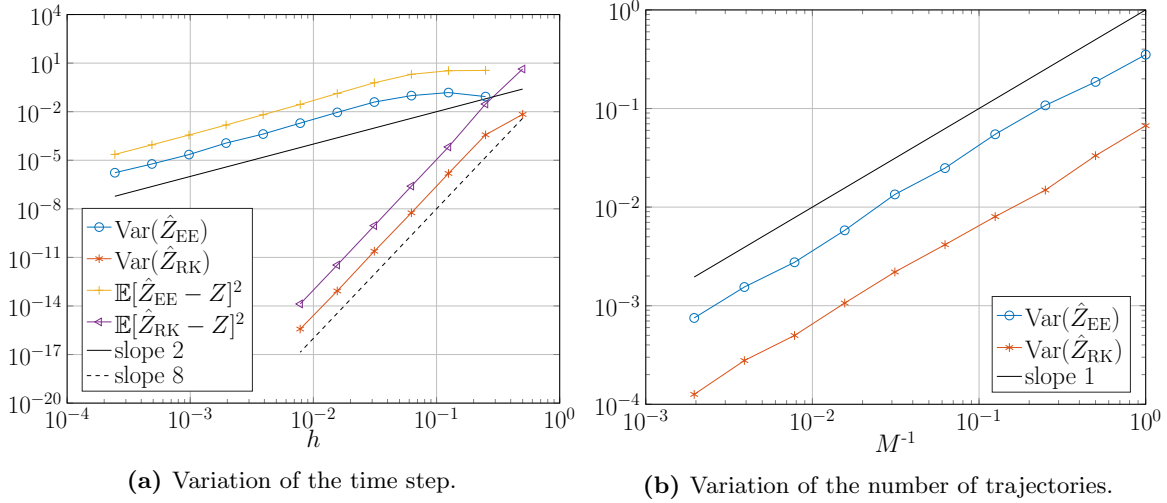 10^4
10^1
10^-2
10^-5
10^-8
10^-11
10^-14
10^-17
10^-20
Var(Ẑ_EE)
Var(Ẑ_RK)
𝔼[Ẑ_EE − Z]^2
𝔼[Ẑ_RK − Z]^2
slope 2
slope 8
10^-4 10^-3 10^-2 10^-1 10^0
h
(a) Variation of the time step.
10^0
10^-1
10^-2
10^-3
10^-4
Var(Ẑ_EE)
Var(Ẑ_RK)
slope 1
10^-3 10^-2 10^-1 10^0
M^-1
(b) Variation of the number of trajectories.